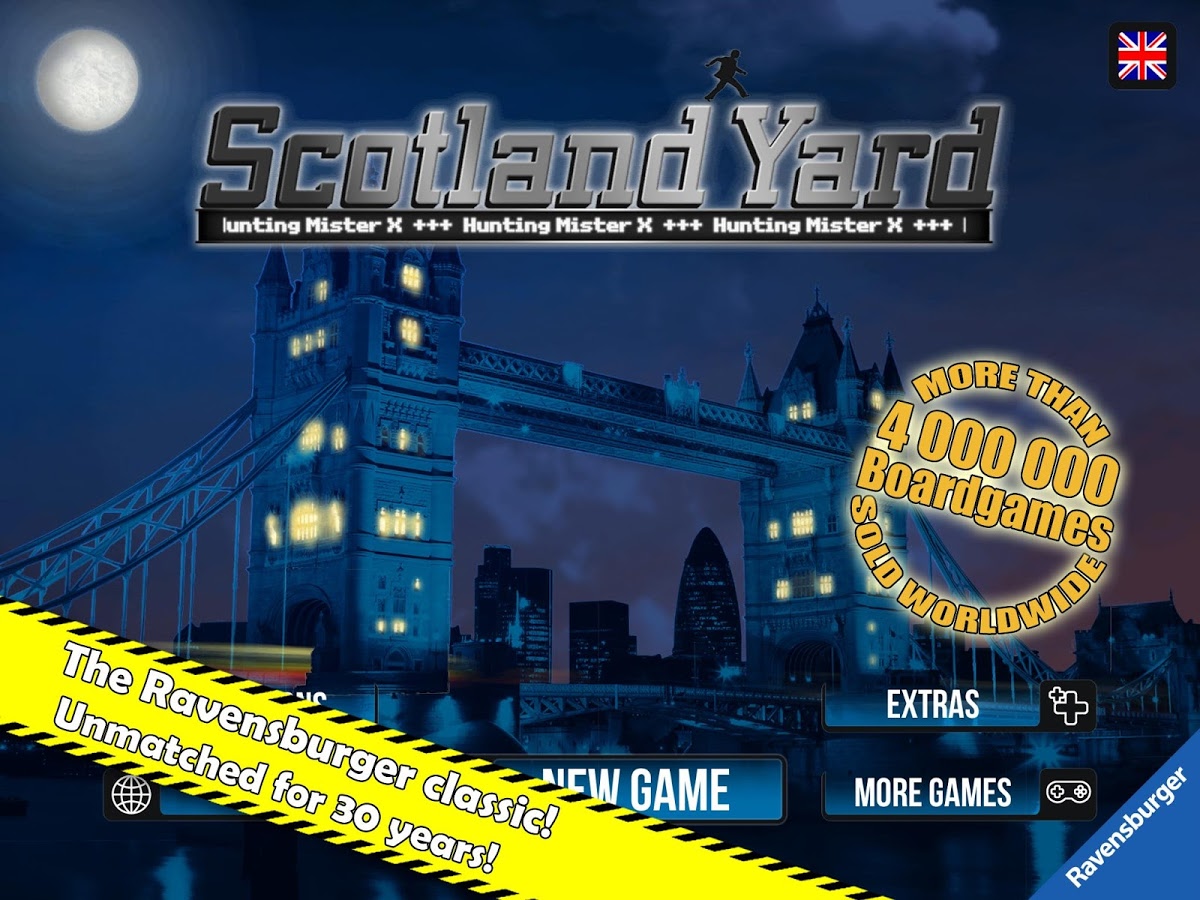 Scotland Yard
unting Mister X +++ Hunting Mister X +++ Hunting Mister X +++
MORE THAN
4 000 000
Boardgames
SOLD WORLDWIDE
The Ravensburger classic!
Unmatched for 30 years!
EXTRAS
NEW GAME
MORE GAMES
Ravensburger